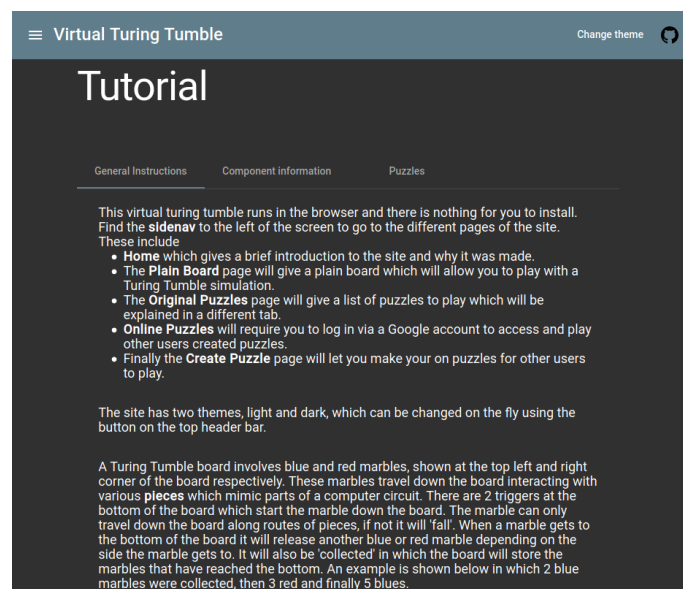 Virtual Turing Tumble
Change theme
Tutorial
General Instructions
Component information
Puzzles
This virtual turing tumble runs in the browser and there is nothing for you to install.
Find the sidenav to the left of the screen to go to the different pages of the site.
These include
• Home which gives a brief introduction to the site and why it was made.
• The Plain Board page will give a plain board which will allow you to play with a
Turing Tumble simulation.
• The Original Puzzles page will give a list of puzzles to play which will be
explained in a different tab.
• Online Puzzles will require you to log in via a Google account to access and play
other users created puzzles.
• Finally the Create Puzzle page will let you make your on puzzles for other users
to play.
The site has two themes, light and dark, which can be changed on the fly using the
button on the top header bar.
A Turing Tumble board involves blue and red marbles, shown at the top left and right
corner of the board respectively. These marbles travel down the board interacting with
various pieces which mimic parts of a computer circuit. There are 2 triggers at the
bottom of the board which start the marble down the board. The marble can only
travel down the board along routes of pieces, if not it will 'fall'. When a marble gets to
the bottom of the board it will release another blue or red marble depending on the
side the marble gets to. It will also be 'collected' in which the board will store the
marbles that have reached the bottom. An example is shown below in which 2 blue
marbles were collected, then 3 red and finally 5 blues.